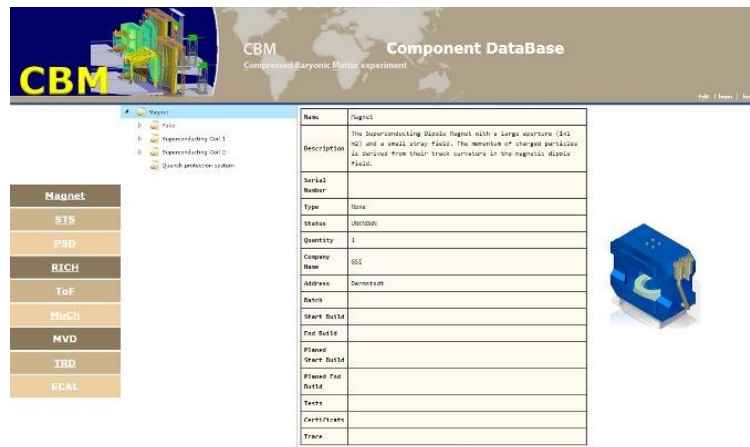 CBM
CBM
Component DataBase
Compressed Baryonic Matter experiment
Edit | Logos |
Magnet
Yoke
Superconducting Coil 1
Superconducting Coil 2
Quench protection system
Magnet
STS
PSD
RICH
ToF
MuCh
MVD
TRD
ECAL
Name Magnet
Description The Superconducting Dipole Magnet with a large aperture (1x1
m2) and a small stray field. The momentum of charged particles
is derived from their track curvature in the magnetic dipole
field.
Serial
Number
Type None
Status UNKNOWN
Quantity 1
Company
Name GSI
Address Darmstadt
Batch
Start Build
End Build
Planed
Start Build
Planed End
Build
Tests
Certificats
Trace